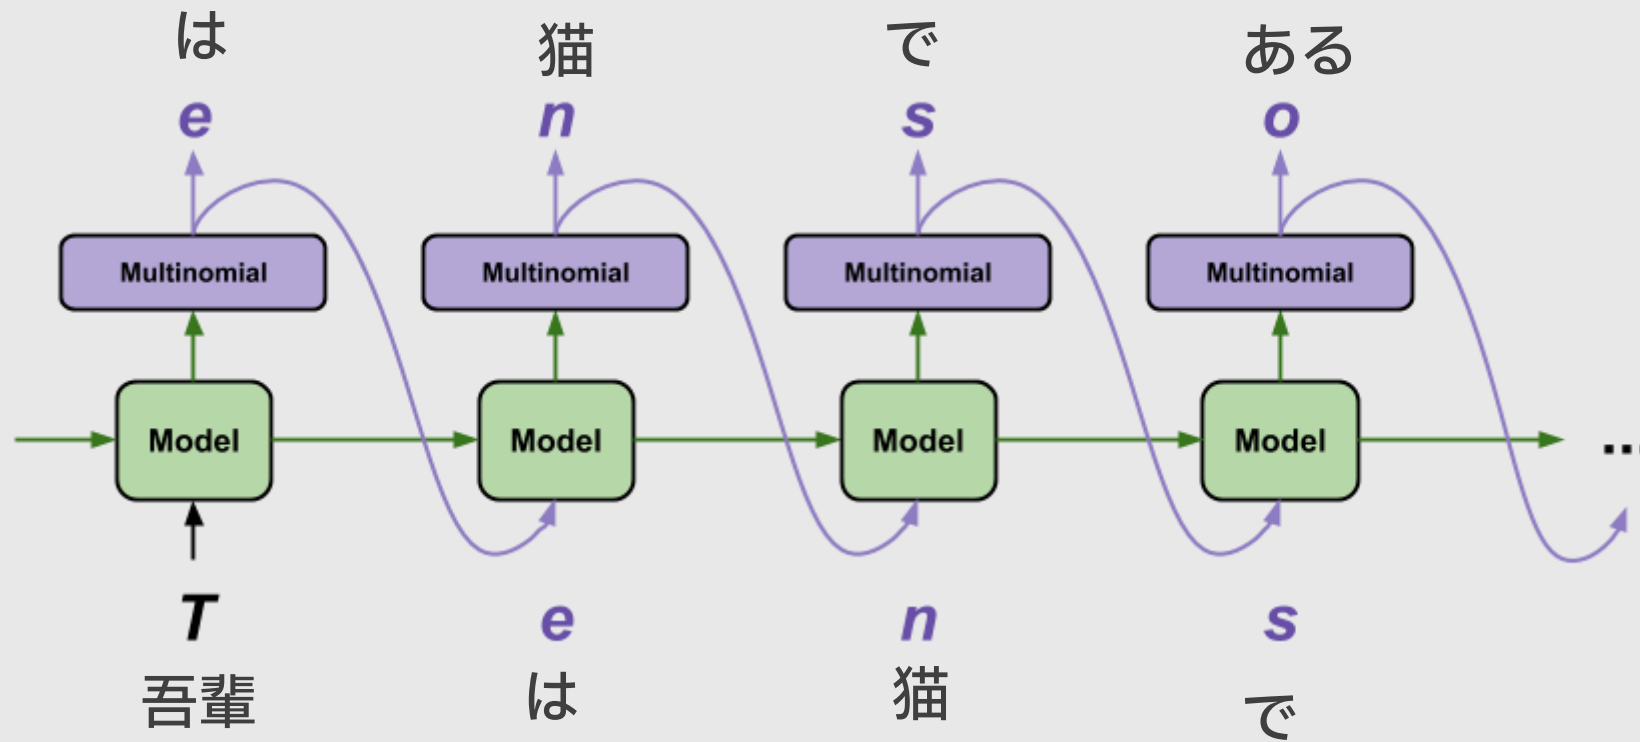 は 猫 で ある
e n s o
Multinomial Multinomial Multinomial Multinomial
Model Model Model Model ...
T e n s
吾輩 は 猫 で